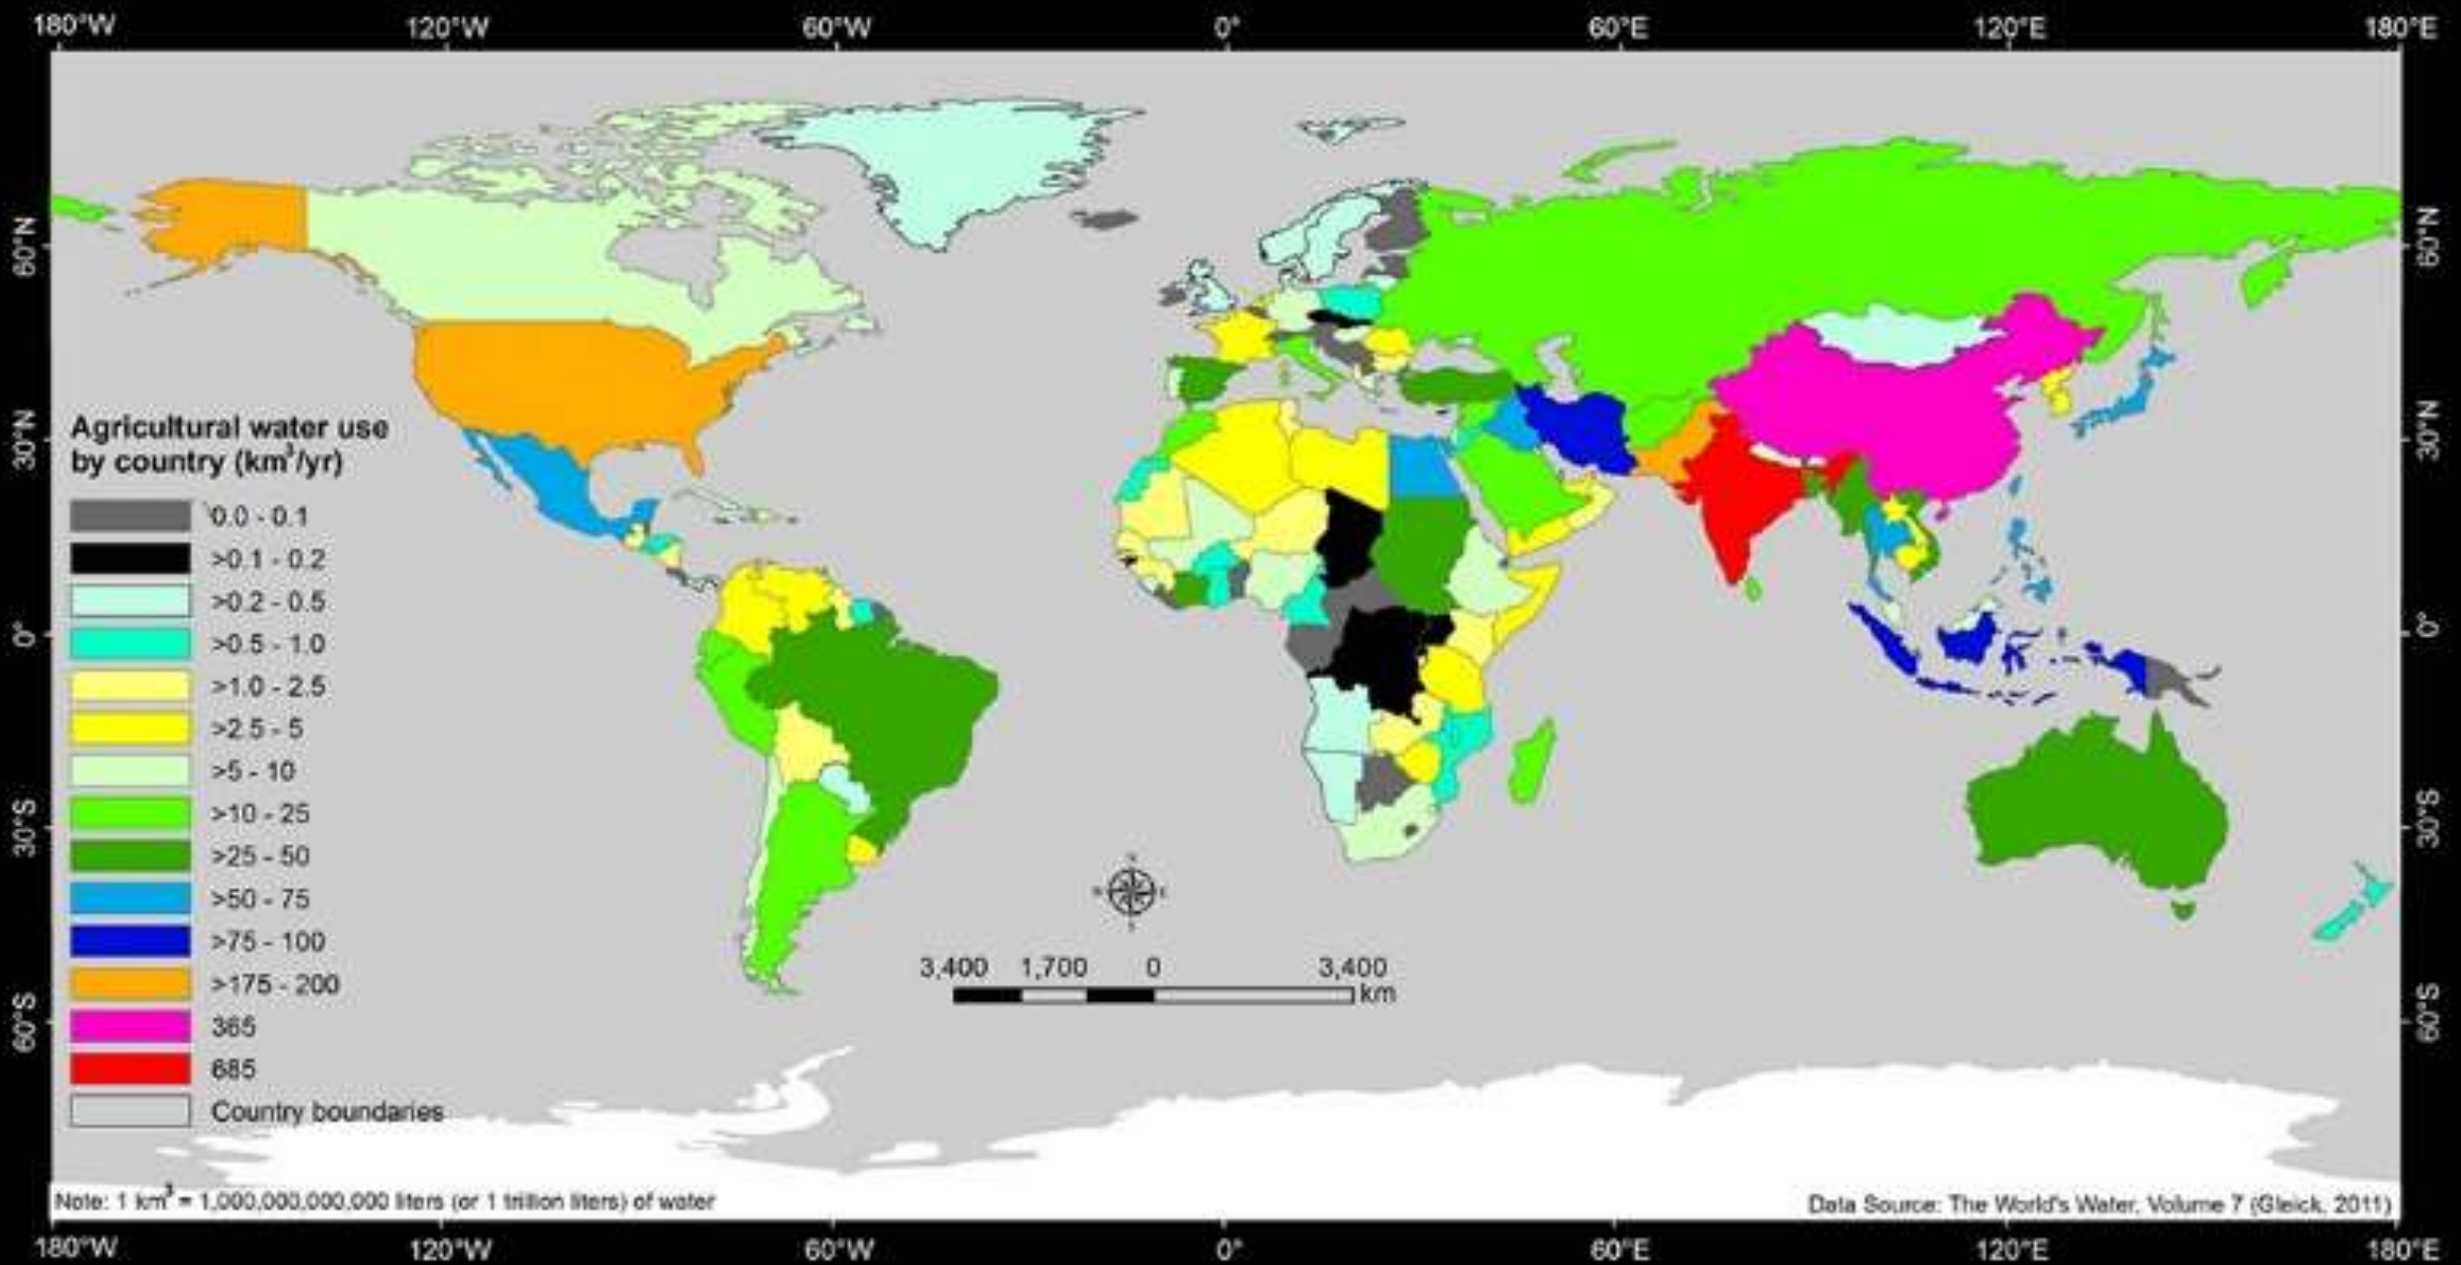 180°W 120°W 60°W 0° 60°E 120°E 180°E
60°N 60°N
30°N 30°N
0° 0°
30°S 30°S
60°S 60°S
Agricultural water use
by country (km³/yr)
0.0 - 0.1
>0.1 - 0.2
>0.2 - 0.5
>0.5 - 1.0
>1.0 - 2.5
>2.5 - 5
>5 - 10
>10 - 25
>25 - 50
>50 - 75
>75 - 100
>175 - 200
365
685
Country boundaries
N
W E
S
3,400 1,700 0 3,400
km
Note: 1 km³ = 1,000,000,000,000 liters (or 1 trillion liters) of water
Data Source: The World's Water, Volume 7 (Gleick, 2011)
180°W 120°W 60°W 0° 60°E 120°E 180°E